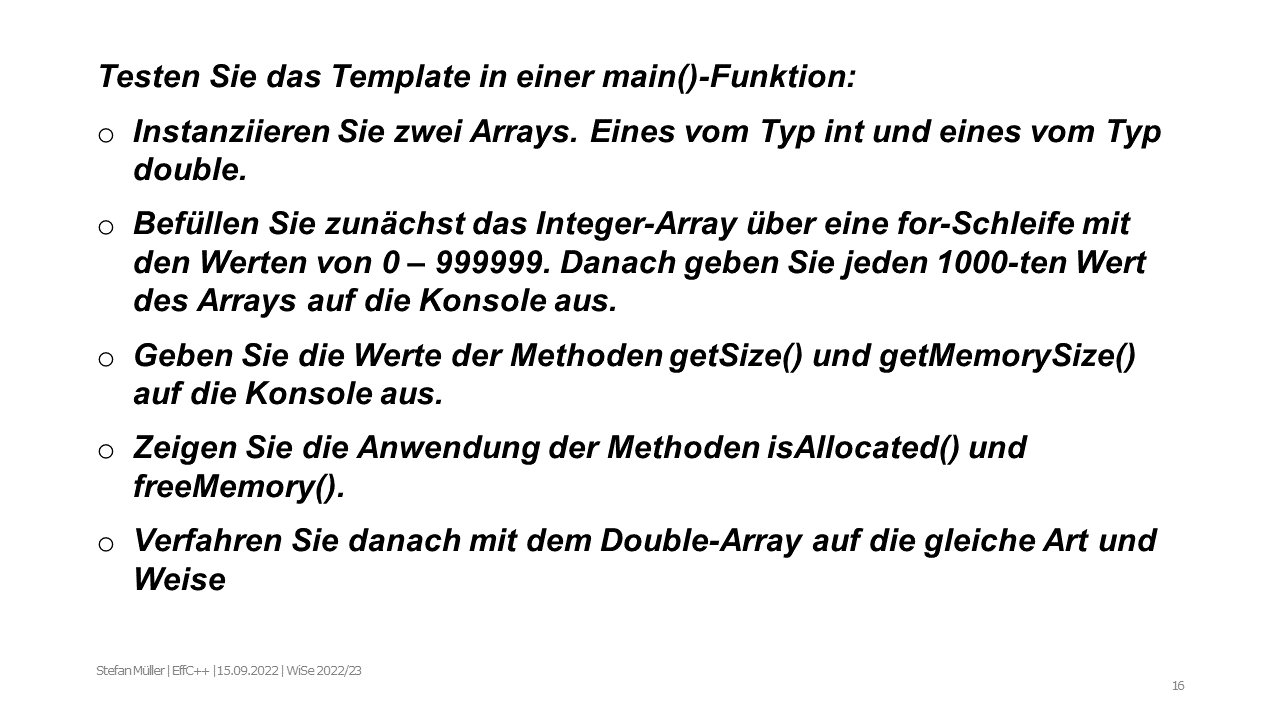 Testen Sie das Template in einer main()-Funktion:
o Instanziieren Sie zwei Arrays. Eines vom Typ int und eines vom Typ
double.
o Befüllen Sie zunächst das Integer-Array über eine for-Schleife mit
den Werten von 0 – 999999. Danach geben Sie jeden 1000-ten Wert
des Arrays auf die Konsole aus.
o Geben Sie die Werte der Methoden getSize() und getMemorySize()
auf die Konsole aus.
o Zeigen Sie die Anwendung der Methoden isAllocated() und
freeMemory().
o Verfahren Sie danach mit dem Double-Array auf die gleiche Art und
Weise
Stefan Müller | EffC++ | 15.09.2022 | WiSe 2022/23
16